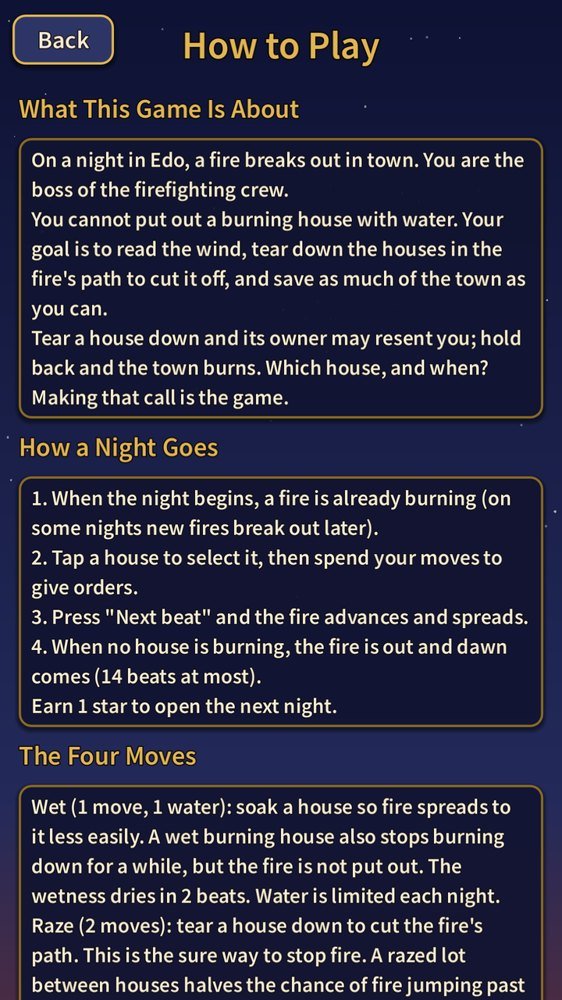 Back
How to Play
What This Game Is About
On a night in Edo, a fire breaks out in town. You are the
boss of the firefighting crew.
You cannot put out a burning house with water. Your
goal is to read the wind, tear down the houses in the
fire's path to cut it off, and save as much of the town as
you can.
Tear a house down and its owner may resent you; hold
back and the town burns. Which house, and when?
Making that call is the game.
How a Night Goes
1. When the night begins, a fire is already burning (on
some nights new fires break out later).
2. Tap a house to select it, then spend your moves to
give orders.
3. Press "Next beat" and the fire advances and spreads.
4. When no house is burning, the fire is out and dawn
comes (14 beats at most).
Earn 1 star to open the next night.
The Four Moves
Wet (1 move, 1 water): soak a house so fire spreads to
it less easily. A wet burning house also stops burning
down for a while, but the fire is not put out. The
wetness dries in 2 beats. Water is limited each night.
Raze (2 moves): tear a house down to cut the fire's
path. This is the sure way to stop fire. A razed lot
between houses halves the chance of fire jumping past